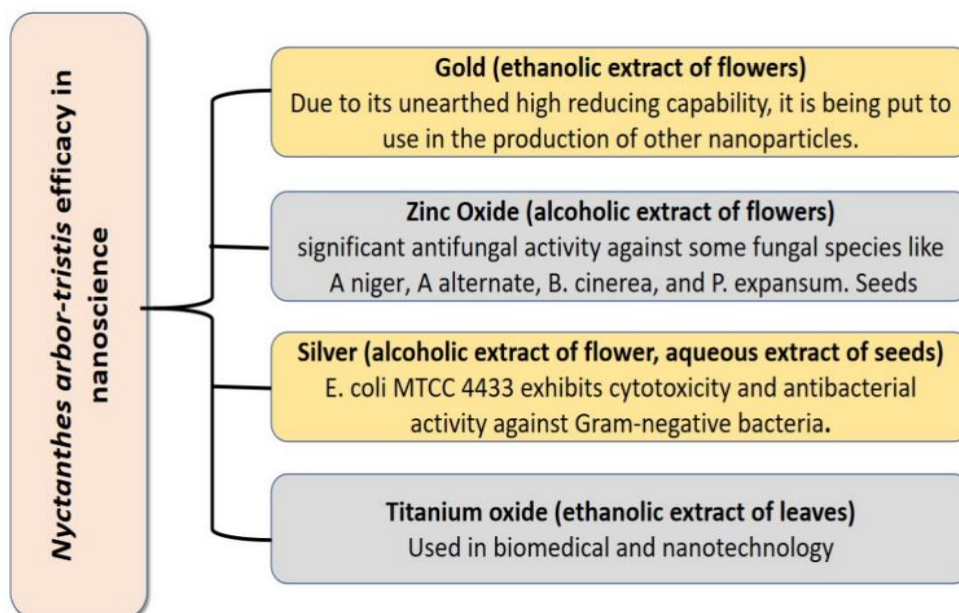 Nyctanthes arbor-tristis efficacy in
nanoscience
Gold (ethanolic extract of flowers)
Due to its unearthed high reducing capability, it is being put to
use in the production of other nanoparticles.
Zinc Oxide (alcoholic extract of flowers)
significant antifungal activity against some fungal species like
A niger, A alternate, B. cinerea, and P. expansum. Seeds
Silver (alcoholic extract of flower, aqueous extract of seeds)
E. coli MTCC 4433 exhibits cytotoxicity and antibacterial
activity against Gram-negative bacteria.
Titanium oxide (ethanolic extract of leaves)
Used in biomedical and nanotechnology